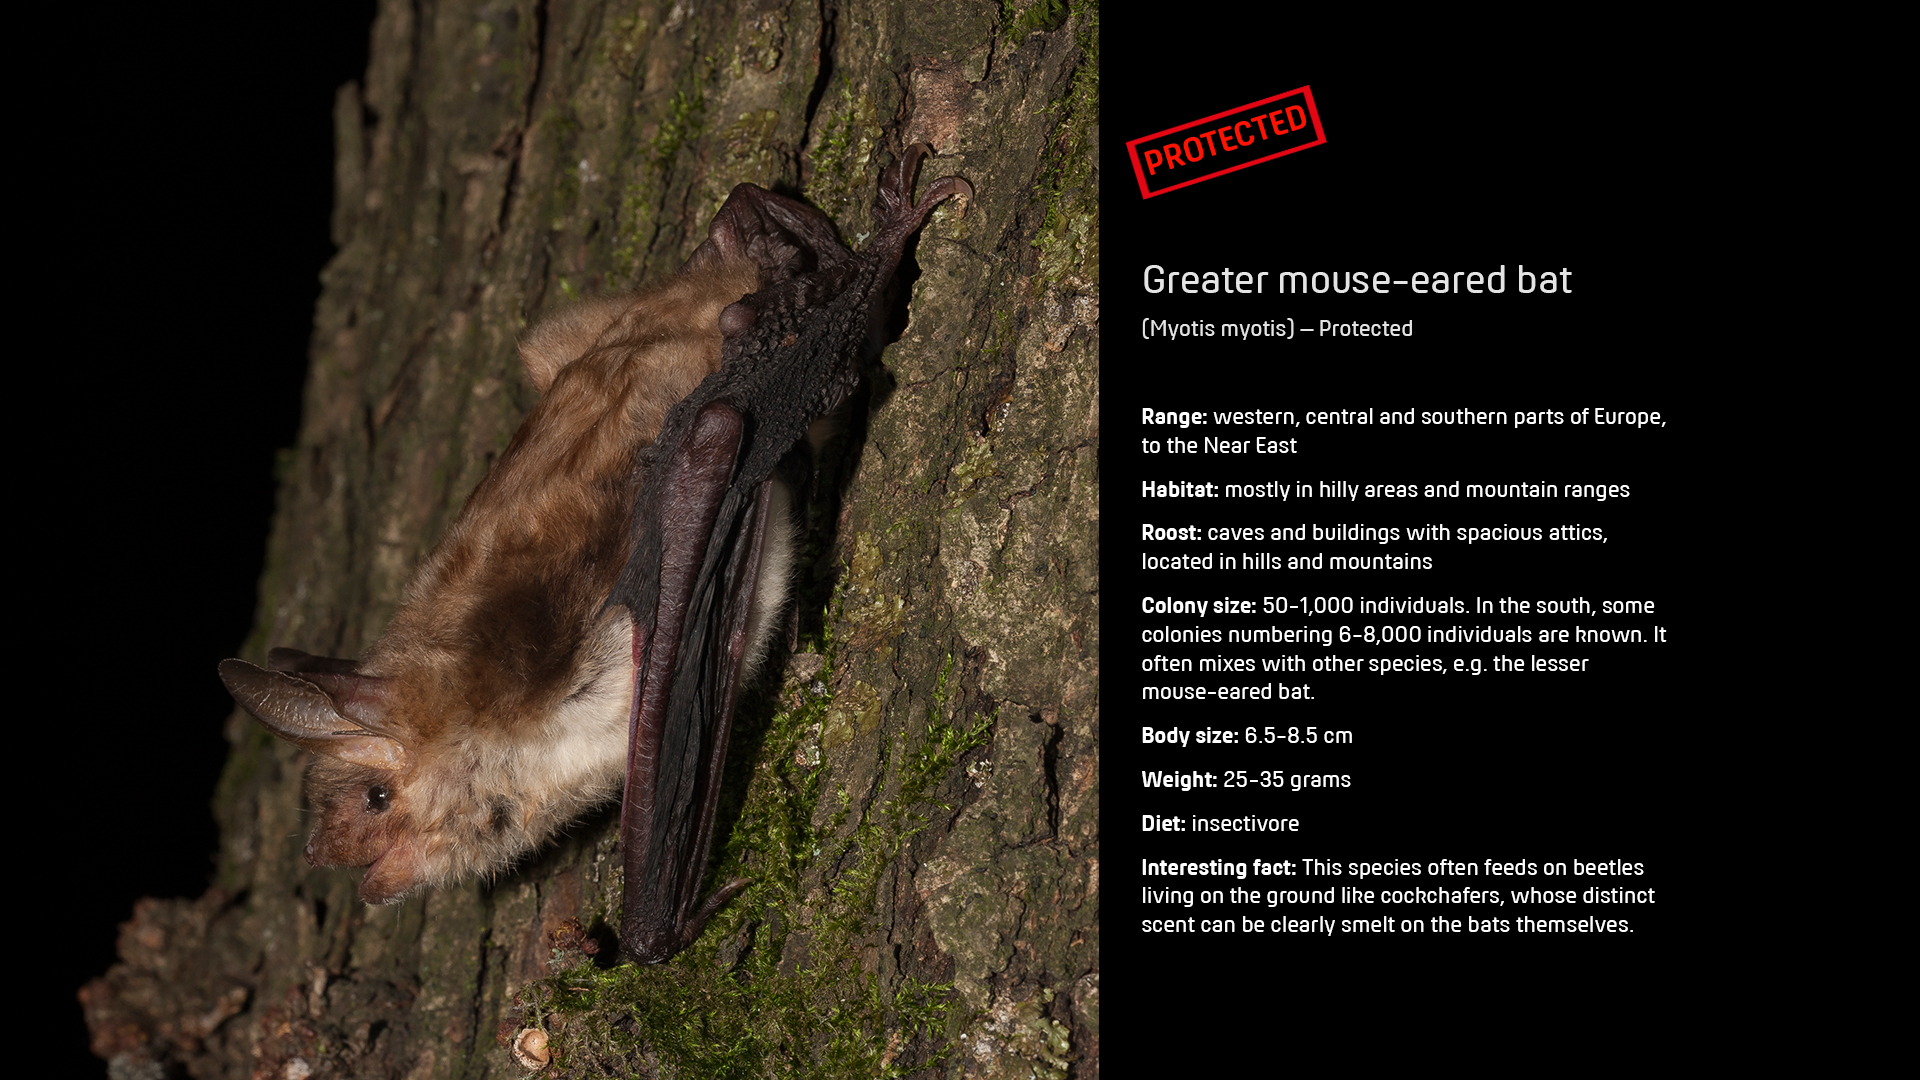 PROTECTED
Greater mouse-eared bat
(Myotis myotis) – Protected
Range: western, central and southern parts of Europe,
to the Near East
Habitat: mostly in hilly areas and mountain ranges
Roost: caves and buildings with spacious attics,
located in hills and mountains
Colony size: 50-1,000 individuals. In the south, some
colonies numbering 6-8,000 individuals are known. It
often mixes with other species, e.g. the lesser
mouse-eared bat.
Body size: 6.5-8.5 cm
Weight: 25-35 grams
Diet: insectivore
Interesting fact: This species often feeds on beetles
living on the ground like cockchafers, whose distinct
scent can be clearly smelt on the bats themselves.